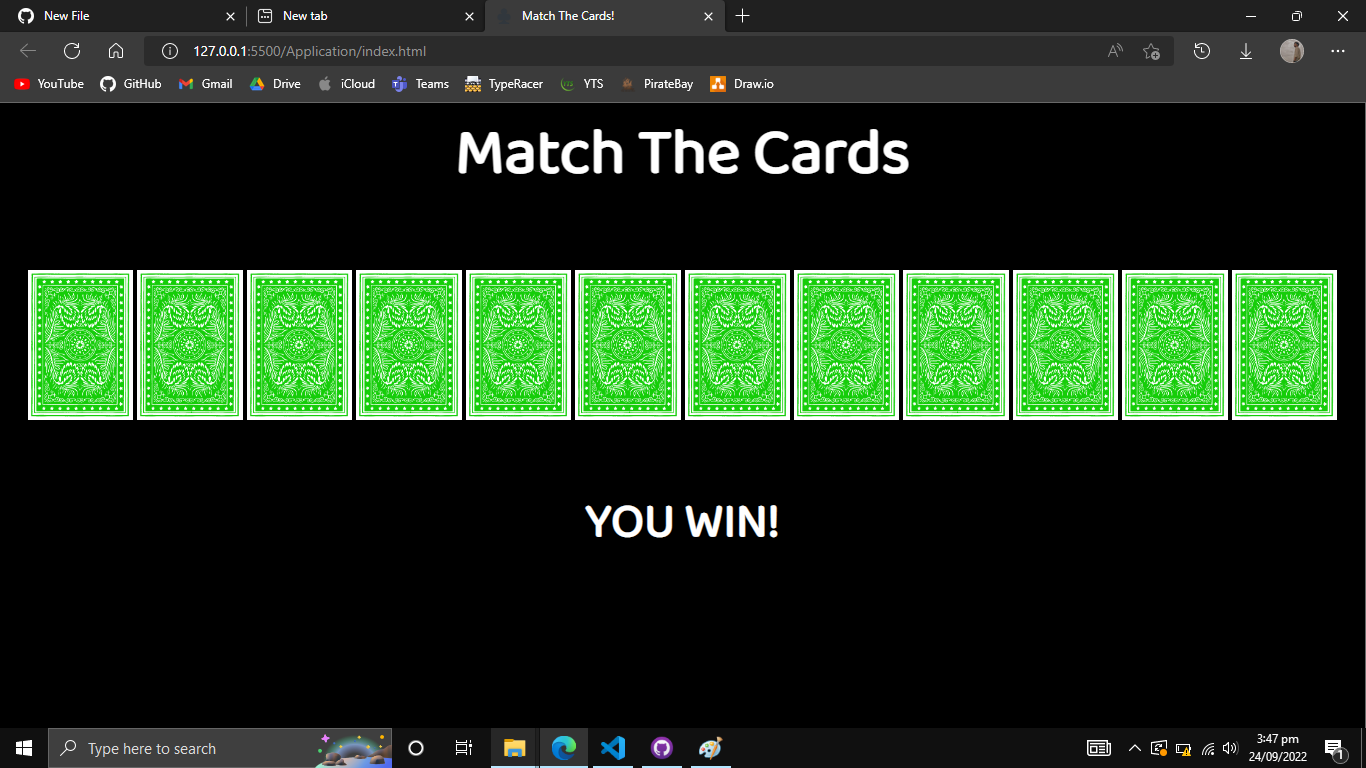 New File
New tab
Match The Cards!
127.0.0.1:5500/Application/index.html
YouTube GitHub Gmail Drive iCloud Teams TypeRacer YTS PirateBay Draw.io
Match The Cards
YOU WIN!
Type here to search
3:47 pm
24/09/2022
1